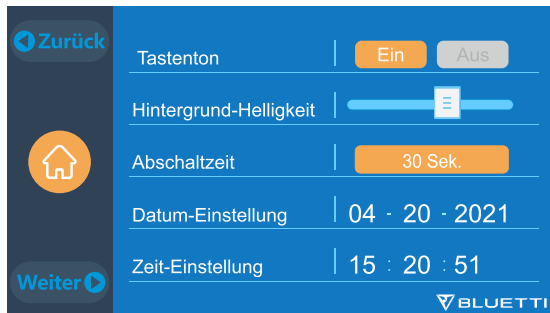 Zurück
Tastenton Ein Aus
Hintergrund-Helligkeit
Abschaltzeit 30 Sek.
Datum-Einstellung 04 - 20 - 2021
Zeit-Einstellung 15 : 20 : 51
Weiter
BLUETTI